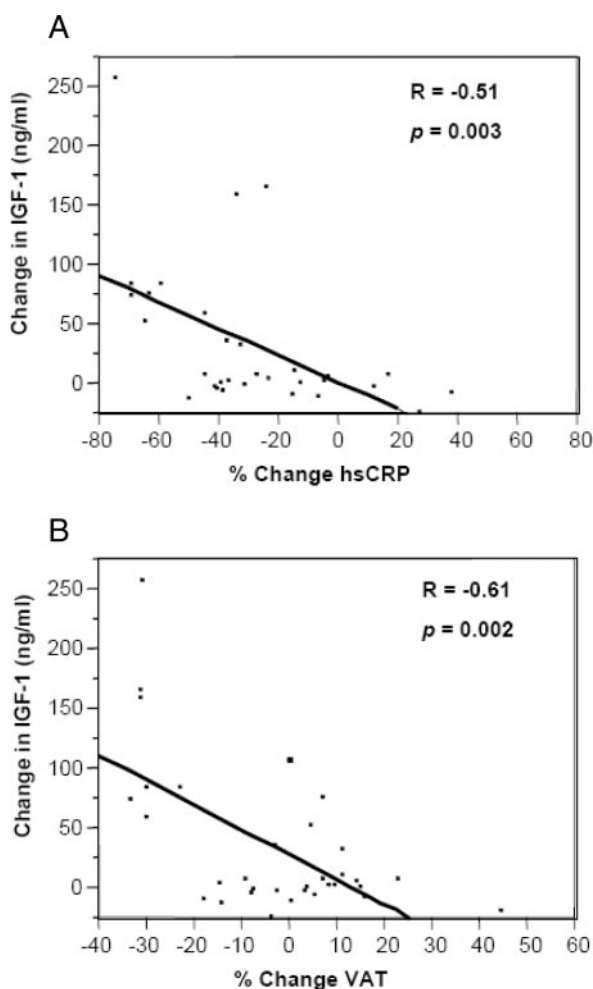 A
Change in IGF-1 (ng/ml)
250
200
150
100
50
0
R = -0.51
p = 0.003
-80 -60 -40 -20 0 20 40 60 80
% Change hsCRP
B
Change in IGF-1 (ng/ml)
250
200
150
100
50
0
R = -0.61
p = 0.002
-40 -30 -20 -10 0 10 20 30 40 50 60
% Change VAT